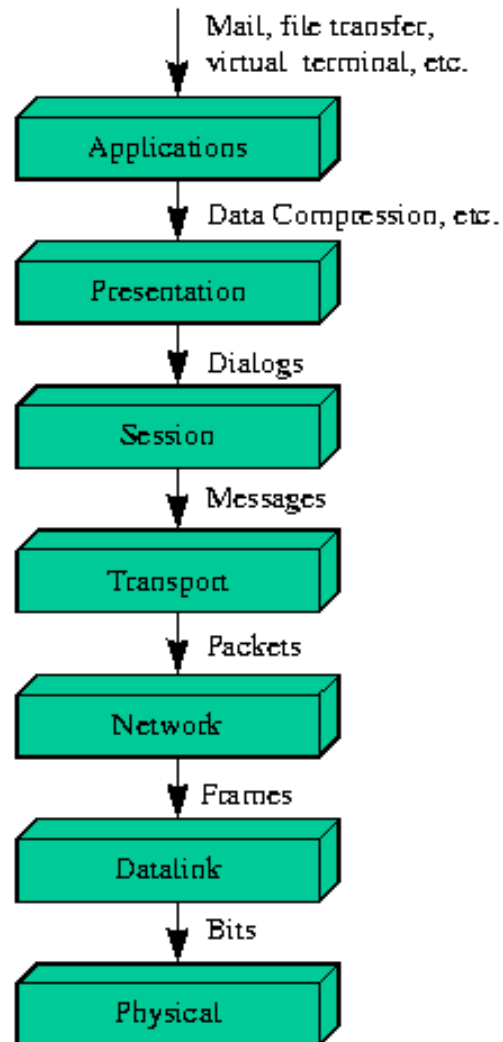 Mail, file transfer,
virtual terminal, etc.
Applications
Data Compression, etc.
Presentation
Dialogs
Session
Messages
Transport
Packets
Network
Frames
Datalink
Bits
Physical